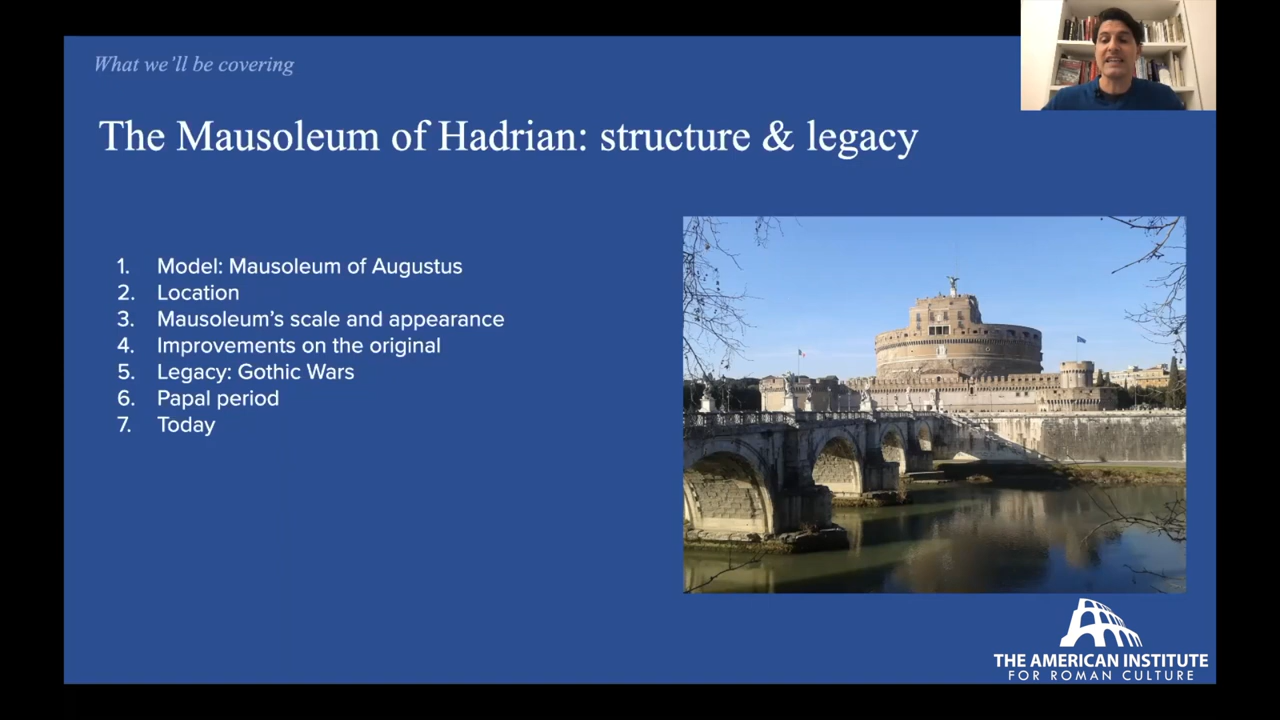 What we'll be covering
The Mausoleum of Hadrian: structure & legacy
1. Model: Mausoleum of Augustus
2. Location
3. Mausoleum's scale and appearance
4. Improvements on the original
5. Legacy: Gothic Wars
6. Papal period
7. Today
THE AMERICAN INSTITUTE
FOR ROMAN CULTURE